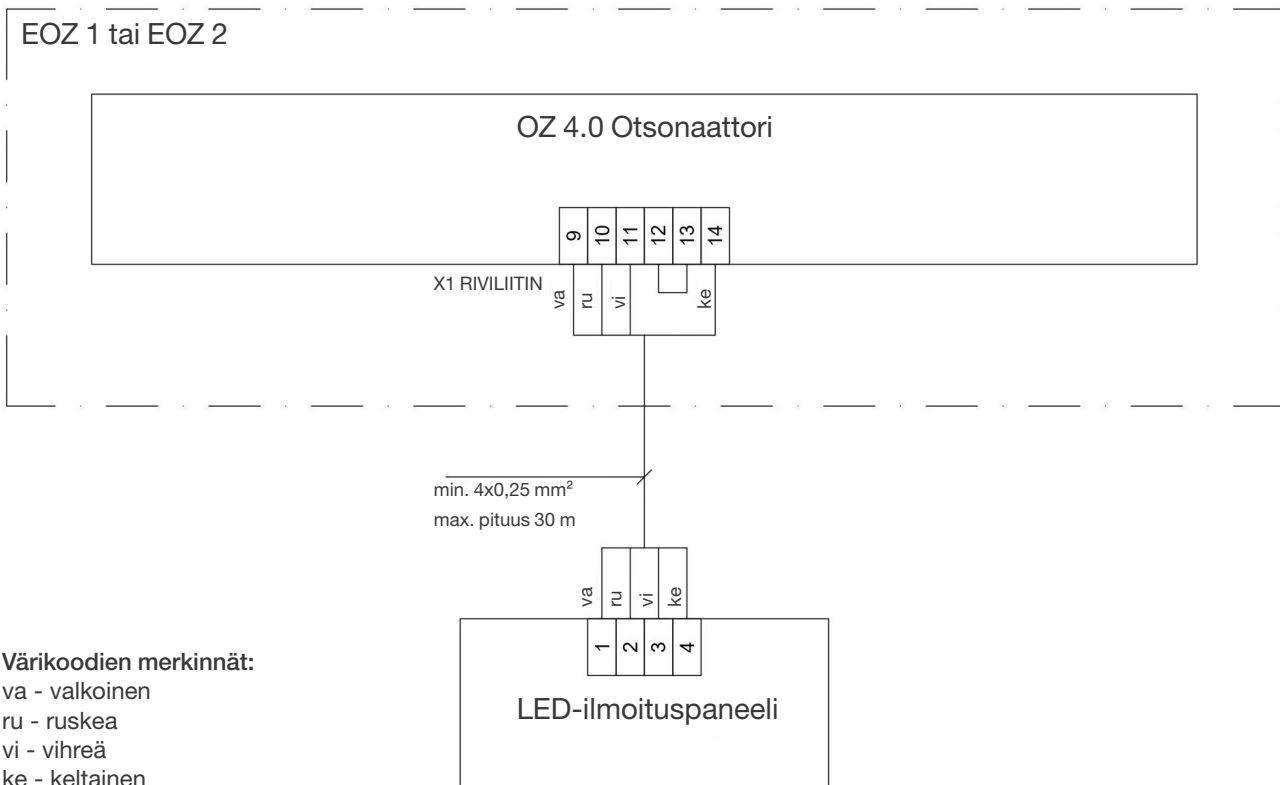 EOZ 1 tai EOZ 2
OZ 4.0 Otsonaattori
9 10 11 12 13 14
X1 RIVILIITIN
va ru vi ke
min. 4x0,25 mm²
max. pituus 30 m
va ru vi ke
1 2 3 4
LED-ilmoituspaneeli
Värikoodien merkinnät:
va - valkoinen
ru - ruskea
vi - vihreä
ke - keltainen